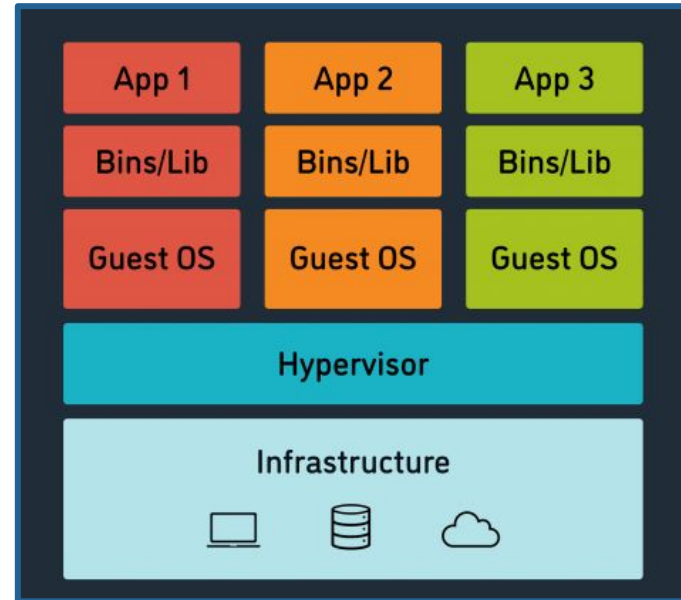 App 1 App 2 App 3
Bins/Lib Bins/Lib Bins/Lib
Guest OS Guest OS Guest OS
Hypervisor
Infrastructure